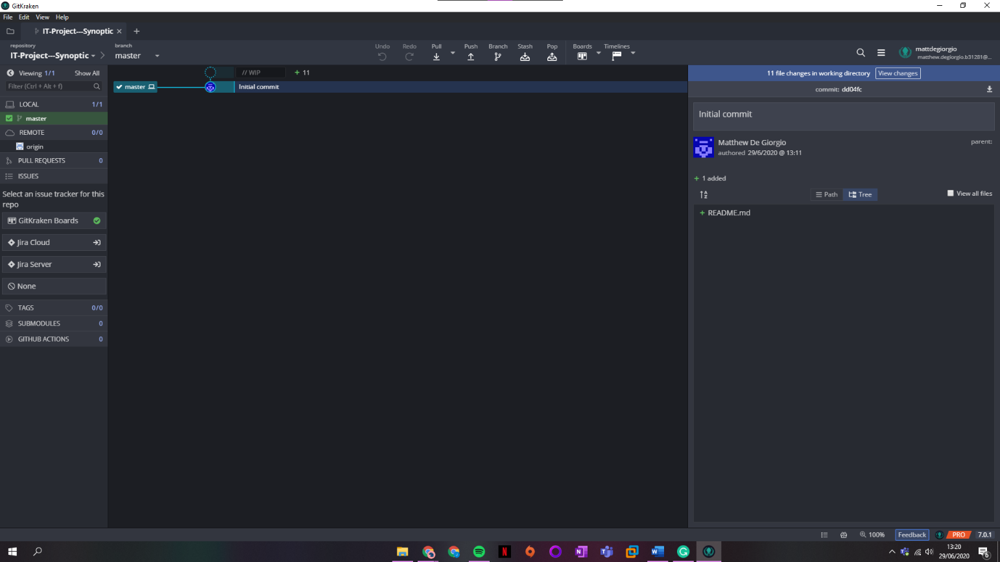 GitKraken
File Edit View Help
IT-Project---Synoptic
repository
IT-Project---Synoptic
branch
master
Undo Redo Pull Push Branch Stash Pop Boards Timelines
mattdegiorgio
matthew.degiorgio.b31281@...
Viewing 1/1 Show All
Filter (Ctrl + Alt + f)
LOCAL 1/1
master
REMOTE 0/0
origin
PULL REQUESTS 0
ISSUES
Select an issue tracker for this
repo
GitKraken Boards
Jira Cloud
Jira Server
None
TAGS 0/0
SUBMODULES 0
GITHUB ACTIONS 0
// WIP + 11
master Initial commit
11 file changes in working directory View changes
commit: dd04fc
Initial commit
Matthew De Giorgio
authored 29/6/2020 @ 13:11
parent:
+ 1 added
Path Tree View all files
+ README.md
100% Feedback PRO 7.0.1
13:20
29/06/2020
6